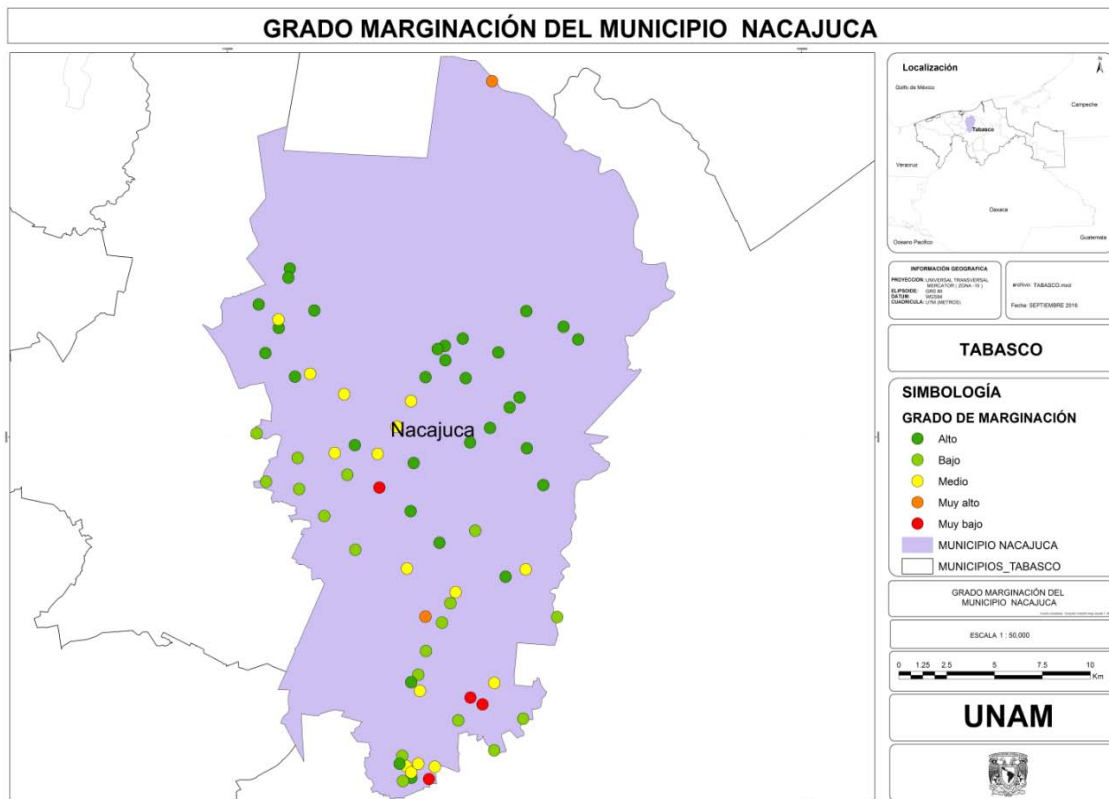 GRADO MARGINACIÓN DEL MUNICIPIO NACAJUCA
Nacajuca
Localización
N
Golfo de México
Campeche
Tabasco
Veracruz
Oaxaca
Oceano Pacifico
Guatemala
INFORMACIÓN GEOGRAFICA
PROYECCION: UNIVERSAL TRANSVERSAL
MERCATOR ( ZONA -15 )
ELIPSOIDE: GRS 80
DATUM: WGS84
CUADRICULA: UTM (METROS)
archivo: TABASCO.mxd
Fecha: SEPTIEMBRE 2016
TABASCO
SIMBOLOGÍA
GRADO DE MARGINACIÓN
Alto
Bajo
Medio
Muy alto
Muy bajo
MUNICIPIO NACAJUCA
MUNICIPIOS_TABASCO
GRADO MARGINACIÓN DEL
MUNICIPIO NACAJUCA
ESCALA 1 : 50,000
0 1.25 2.5 5 7.5 10
Km
UNAM